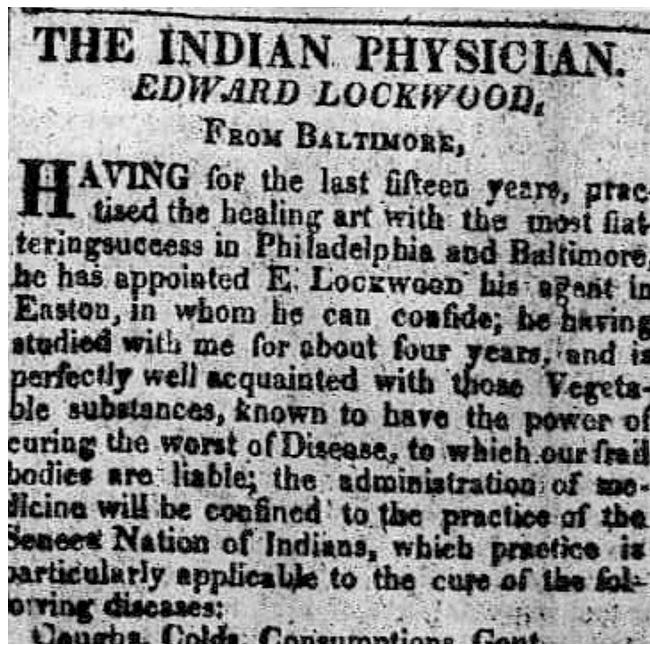 THE INDIAN PHYSICIAN.
EDWARD LOCKWOOD,
FROM BALTIMORE,
HAVING for the last fifteen years, prac-
tised the healing art with the most flat-
teringsuccess in Philadelphia and Baltimore,
he has appointed E. LOCKWOOD his agent in
Easton, in whom he can confide; he having
studied with me for about four years, and is
perfectly well acquainted with those Vegeta-
ble substances, known to have the power of
curing the worst of Disease, to which our frail
bodies are liable; the administration of me-
dicine will be confined to the practice of the
Seneca Nation of Indians, which practice is
particularly applicable to the cure of the fol-
owing diseases:
Coughs, Colds, Consumptions, Gout